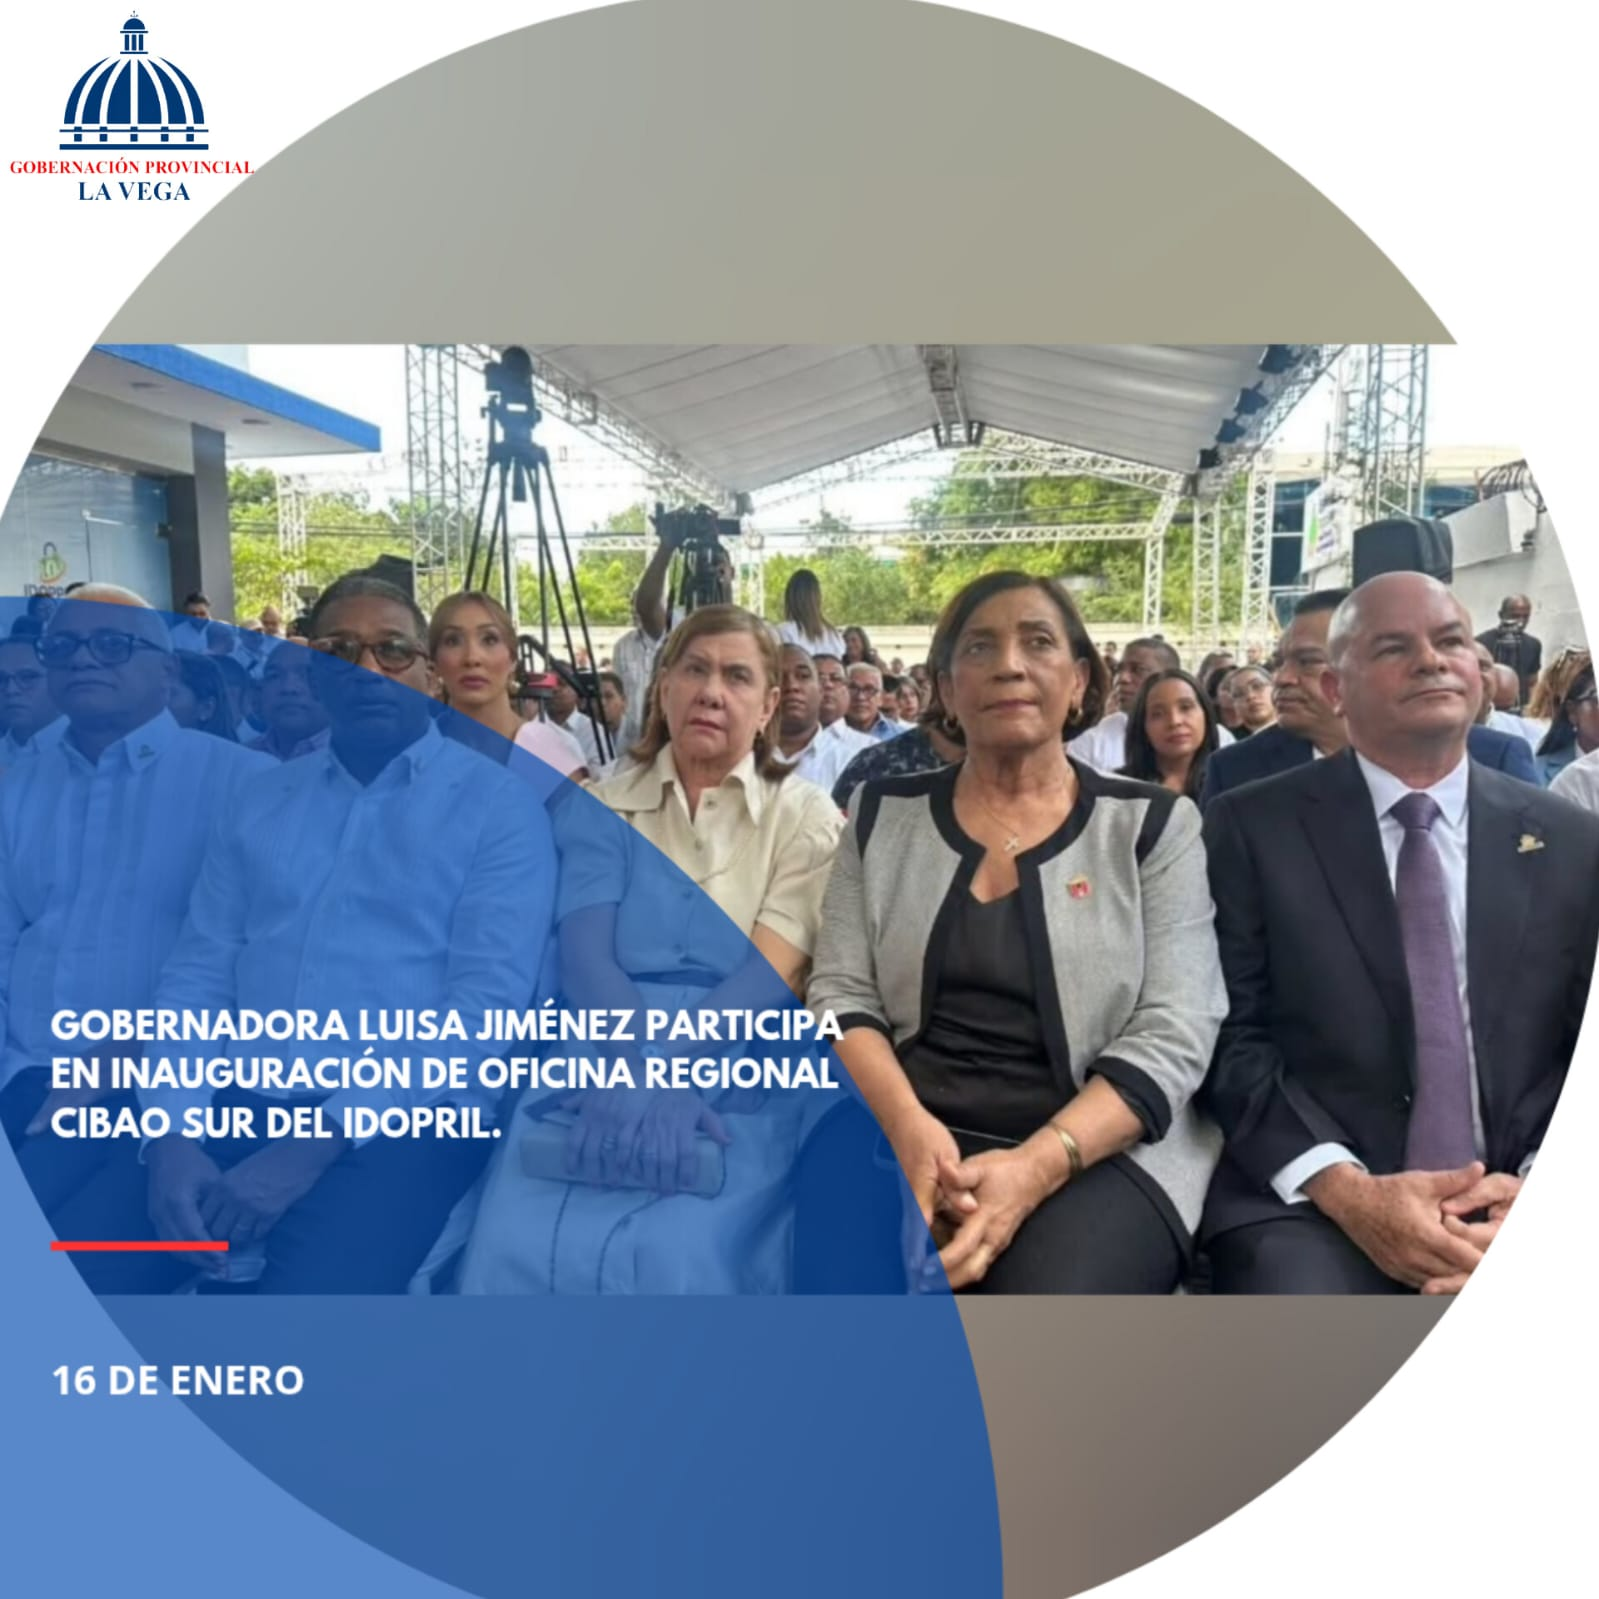 GOBERNACIÓN PROVINCIAL
LA VEGA
GOBERNADORA LUISA JIMÉNEZ PARTICIPA
EN INAUGURACIÓN DE OFICINA REGIONAL
CIBAO SUR DEL IDOPRIL.
16 DE ENERO